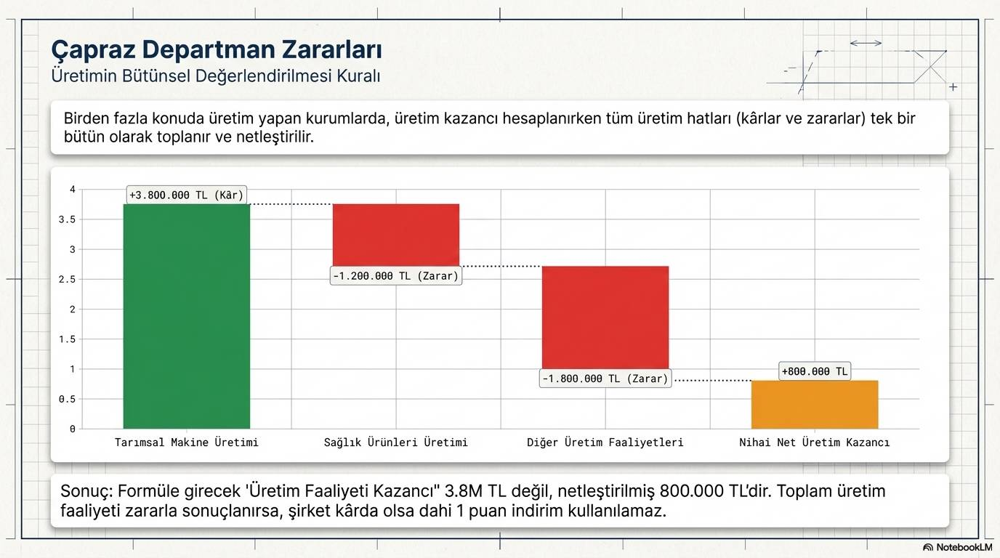 Çapraz Departman Zararları
Üretimin Bütünsel Değerlendirilmesi Kuralı
Birden fazla konuda üretim yapan kurumlarda, üretim kazancı hesaplanırken tüm üretim hatları (kârlar ve zararlar) tek bir
bütün olarak toplanır ve netleştirilir.
4
3.5
3
2.5
2
1.5
1
0.5
0
+3.800.000 TL (Kâr)
-1.200.000 TL (Zarar)
-1.800.000 TL (Zarar)
+800.000 TL
Tarımsal Makine Üretimi
Sağlık Ürünleri Üretimi
Diğer Üretim Faaliyetleri
Nihai Net Üretim Kazancı
Sonuç: Formüle girecek 'Üretim Faaliyeti Kazancı" 3.8M TL değil, netleştirilmiş 800.000 TL'dir. Toplam üretim
faaliyeti zararla sonuçlanırsa, şirket kârda olsa dahi 1 puan indirim kullanılamaz.
NotebookLM